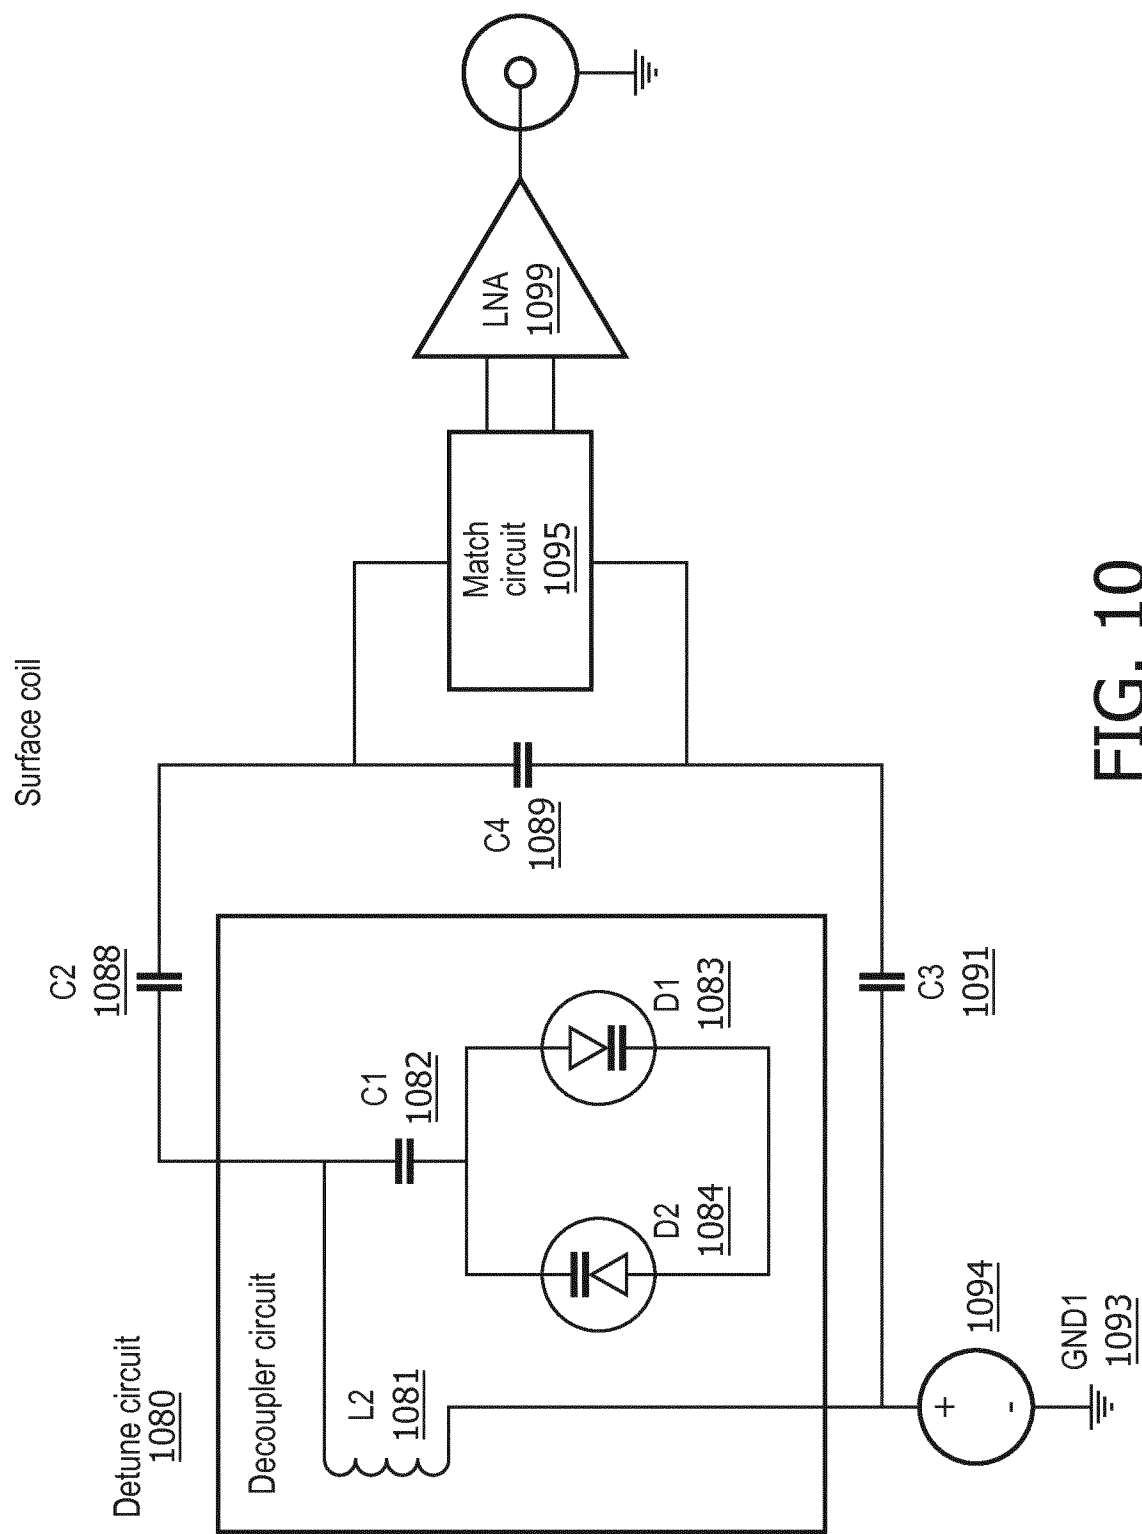 Surface coil
Detune circuit
1080
Decoupler circuit
L2
1081
C1
1082
C2
1088
D2
1084
D1
1083
C4
1089
C3
1091
+
-
1094
GND1
1093
Match
circuit
1095
LNA
1099
FIG. 10